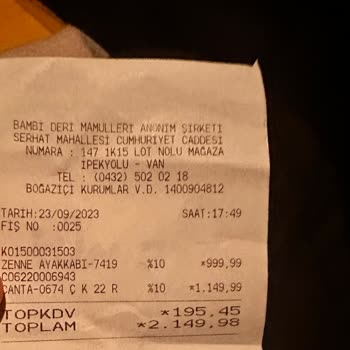 BAMBİ DERİ MAMULLERİ ANONİM ŞİRKETİ
SERHAT MAHALLESİ CUMHURİYET CADDESİ
NUMARA : 147 1K15 LOT NOLU MAĞAZA
İPEKYOLU - VAN
TEL : (0432) 502 02 18
BOĞAZİÇİ KURUMLAR V.D. 1400904812
TARİH:23/09/2023 SAAT:17:49
FİŞ NO :0025
K01500031503
ZENNE AYAKKABI-7419 %10 *999,99
C06220006943
ÇANTA-0674 Ç K 22 R %10 *1.149,99
TOPKDV *195,45
TOPLAM *2.149,98